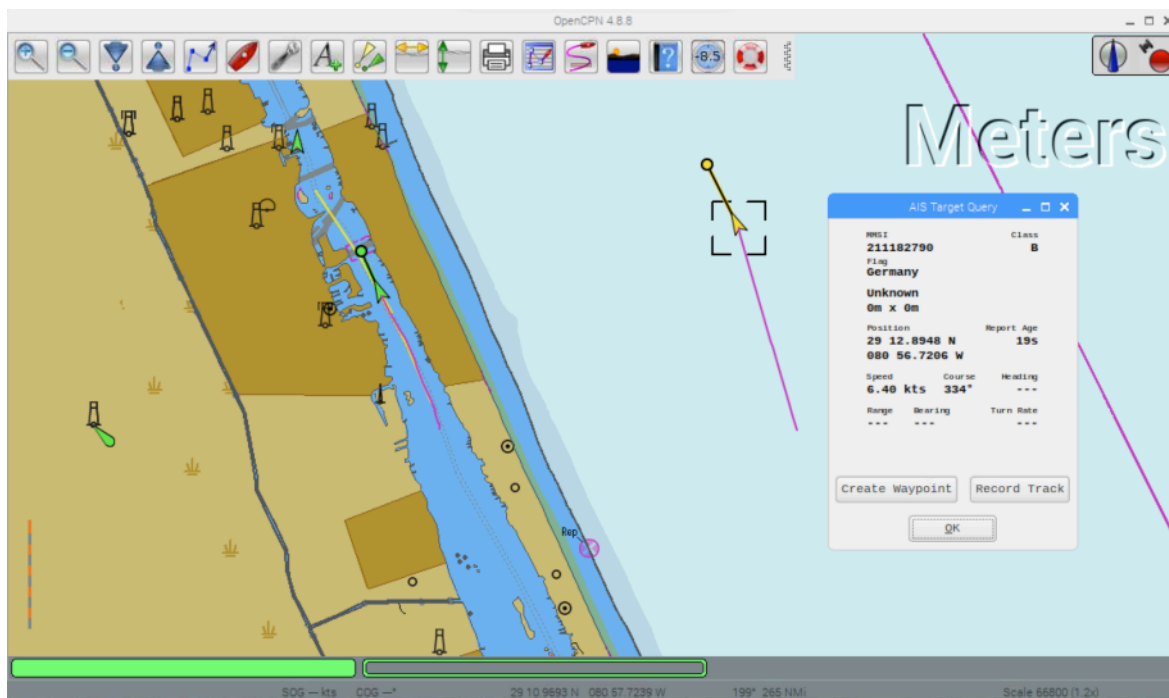 OpenCPN 4.8.8
-8.5
Meters
AIS Target Query
MMSI Class
211182790 B
Flag
Germany
Unknown
0m x 0m
Position Report Age
29 12.8948 N 19s
080 56.7206 W
Speed Course Heading
6.40 kts 334° ---
Range Bearing Turn Rate
--- --- ---
Create Waypoint Record Track
OK
Rep
SOG --- kts COG ---° 29 10.9693 N 080 57.7239 W 199° 265 NMi Scale 66800 (1.2x)